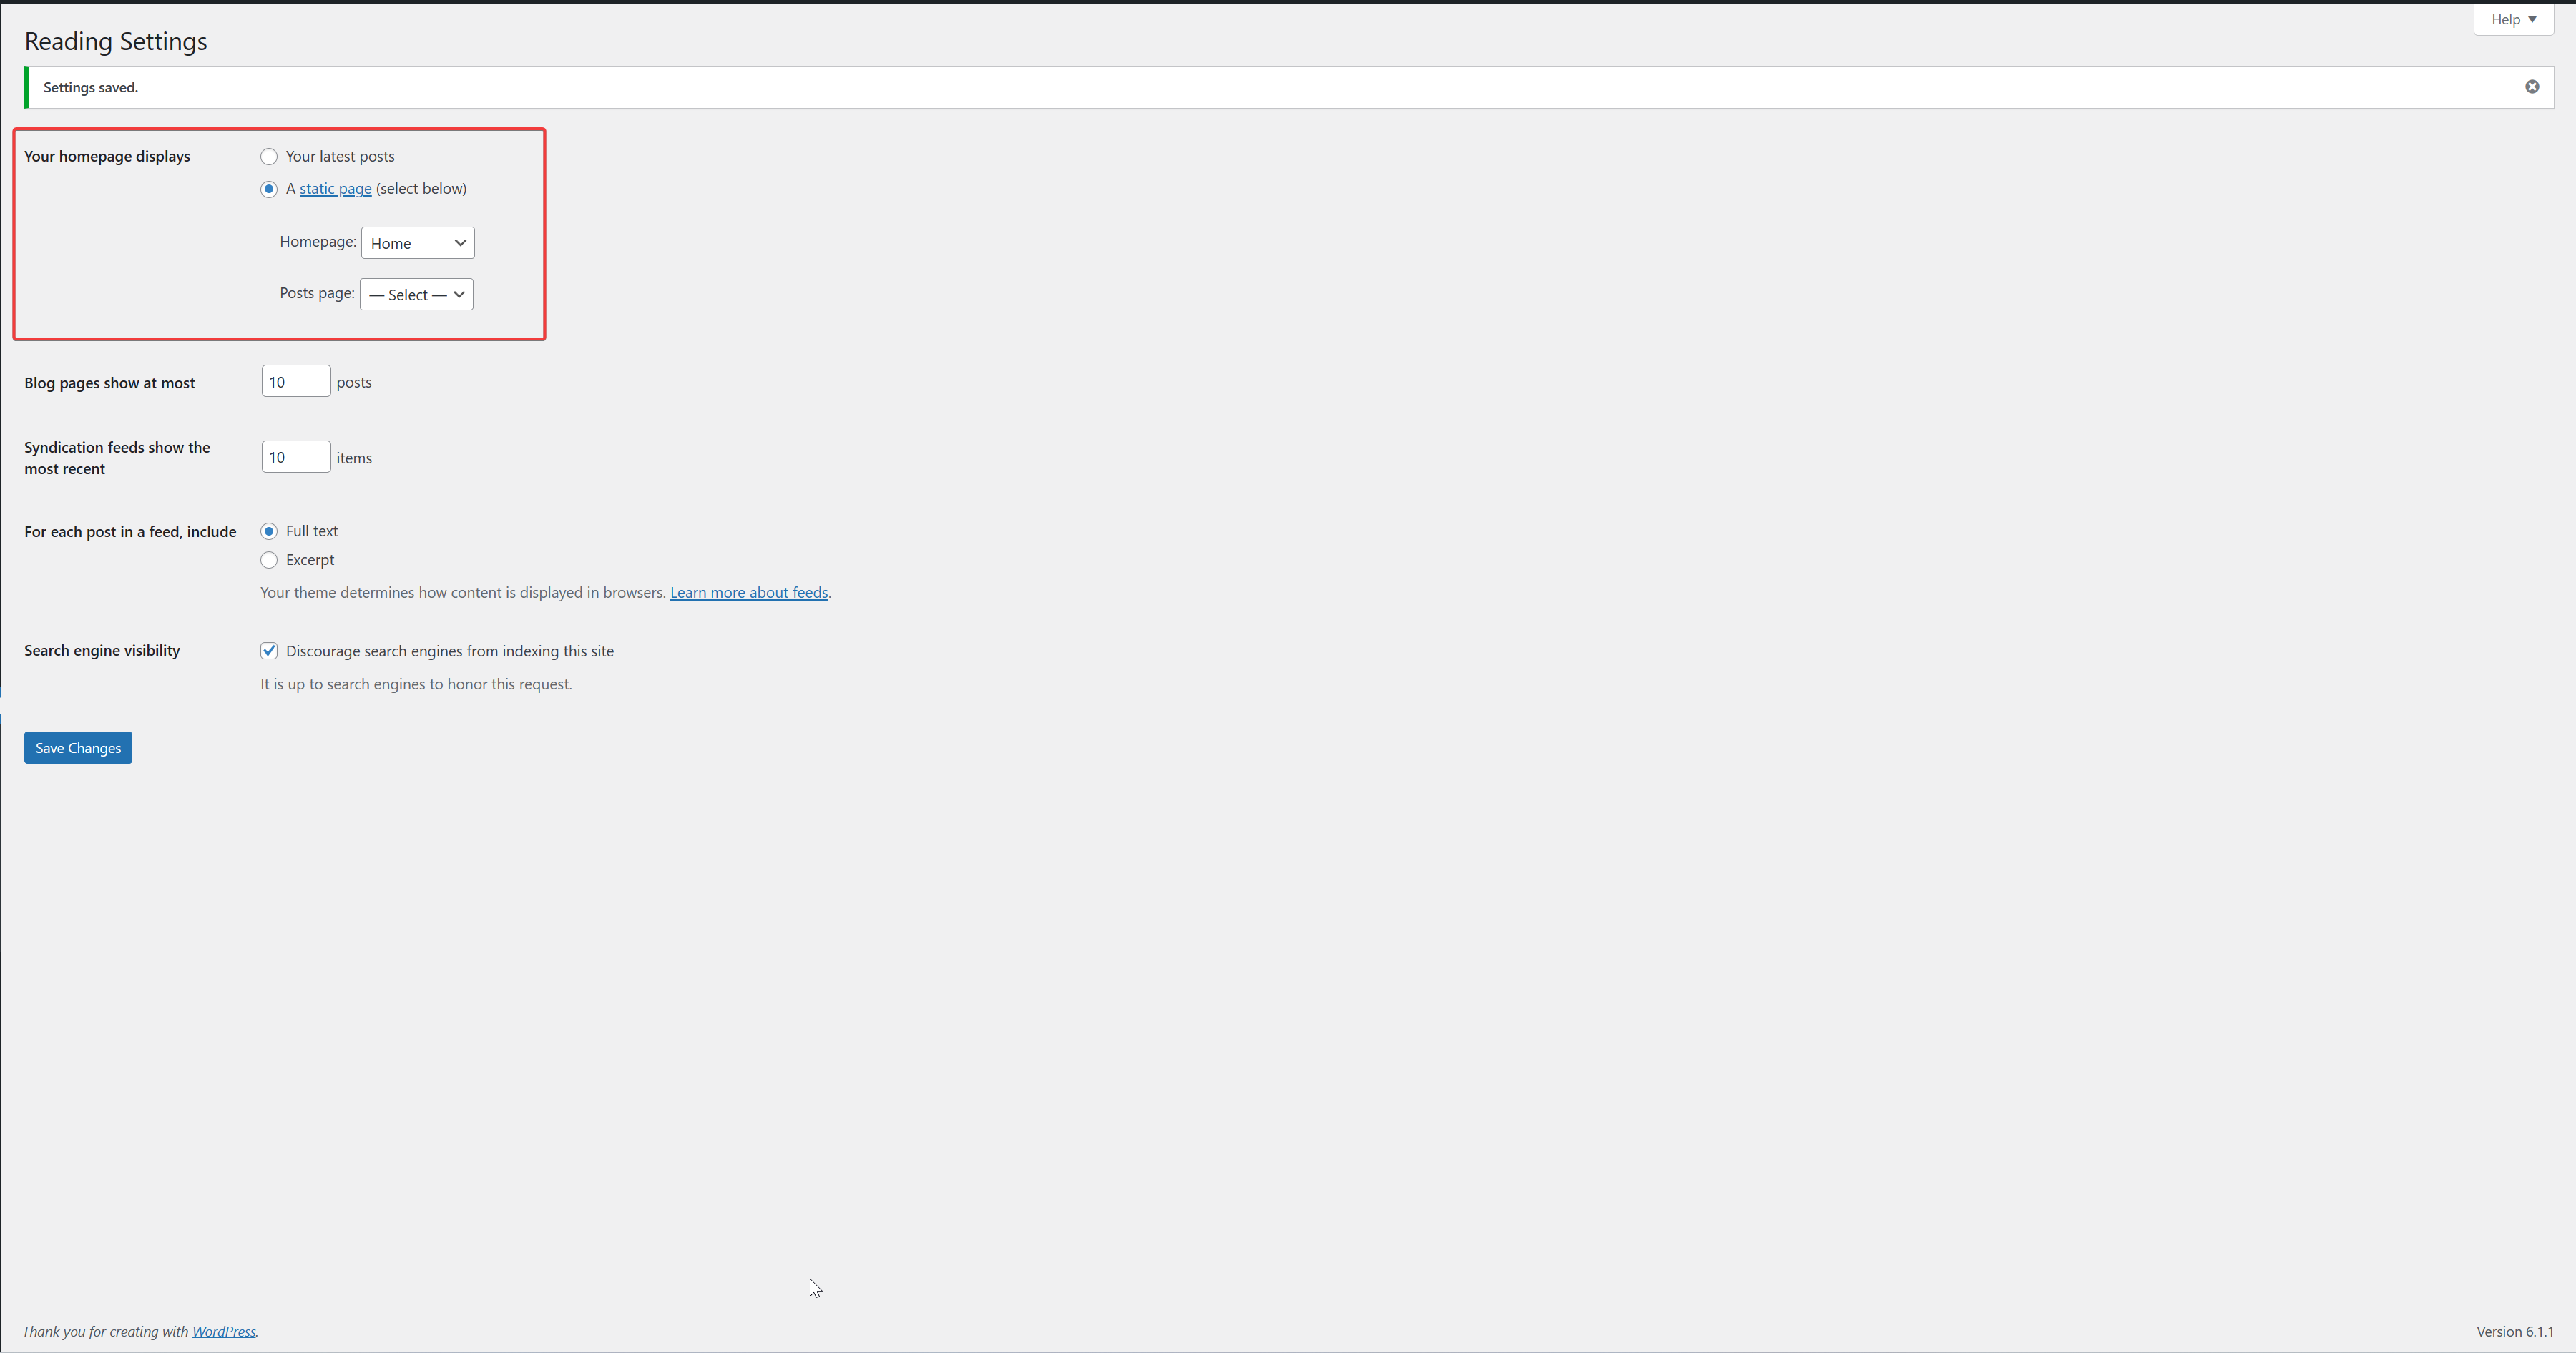 Help ▼
Reading Settings
Settings saved.
Your homepage displays
Your latest posts
A static page (select below)
Homepage: Home
Posts page: — Select —
Blog pages show at most 10 posts
Syndication feeds show the
most recent
10 items
For each post in a feed, include
Full text
Excerpt
Your theme determines how content is displayed in browsers. Learn more about feeds.
Search engine visibility
Discourage search engines from indexing this site
It is up to search engines to honor this request.
Save Changes
Thank you for creating with WordPress.
Version 6.1.1